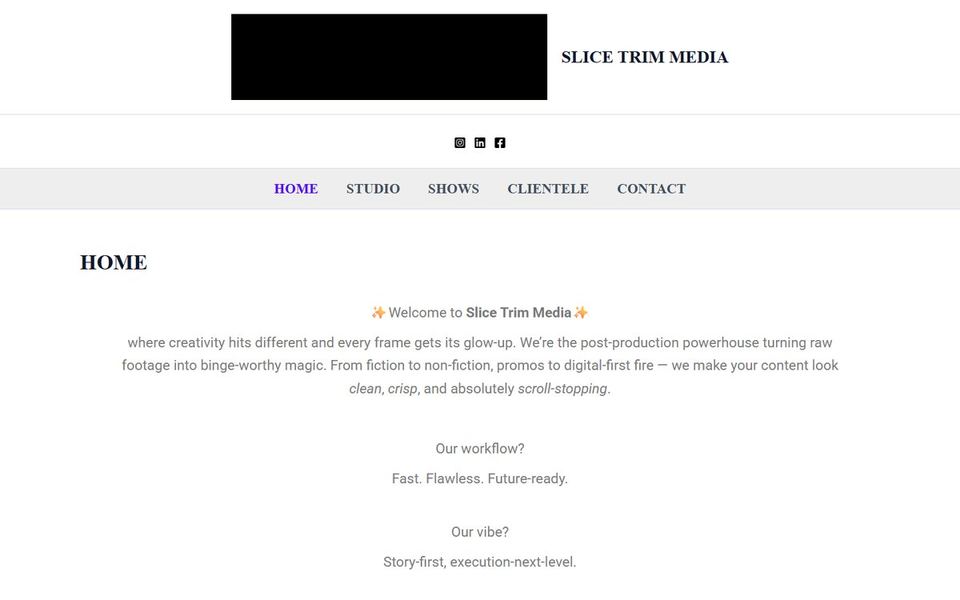 SLICE TRIM MEDIA
HOME STUDIO SHOWS CLIENTELE CONTACT
HOME
✨Welcome to Slice Trim Media✨
where creativity hits different and every frame gets its glow-up. We’re the post-production powerhouse turning raw
footage into binge-worthy magic. From fiction to non-fiction, promos to digital-first fire — we make your content look
clean, crisp, and absolutely scroll-stopping.
Our workflow?
Fast. Flawless. Future-ready.
Our vibe?
Story-first, execution-next-level.